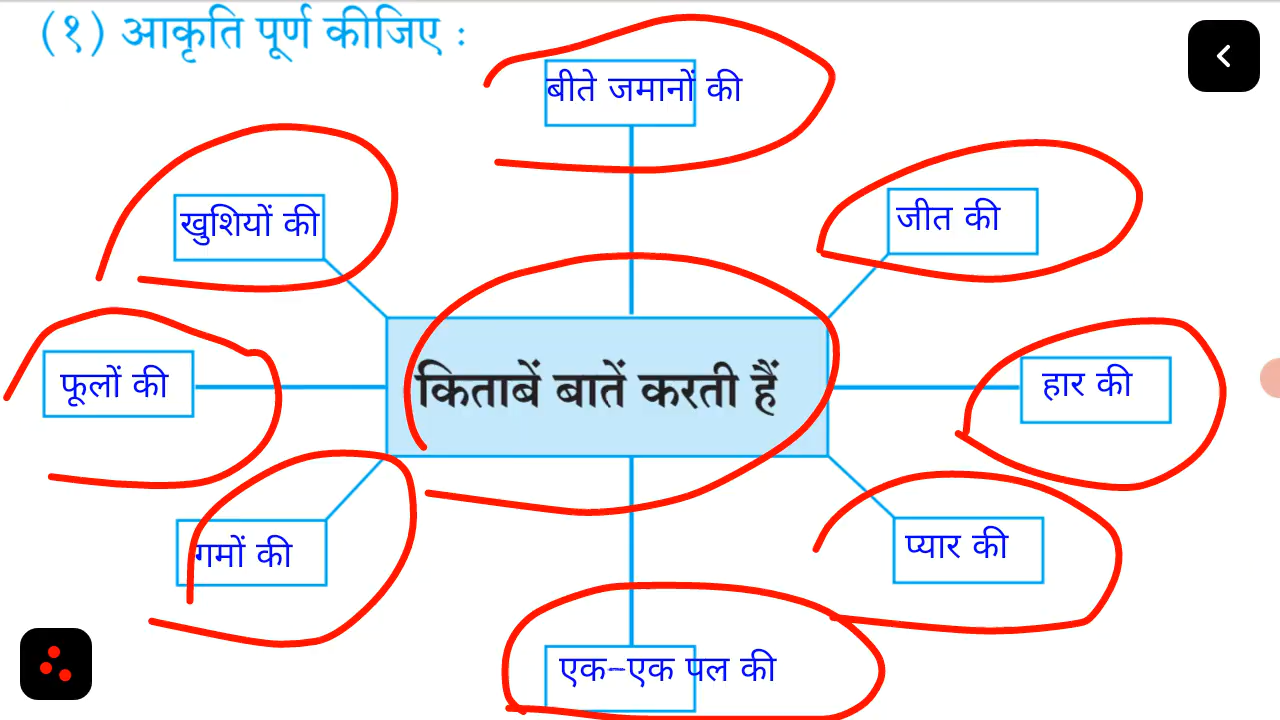 (१) आकृति पूर्ण कीजिए :
बीते जमानों की
खुशियों की
जीत की
फूलों की
किताबें बातें करती हैं
हार की
गमों की
प्यार की
एक-एक पल की